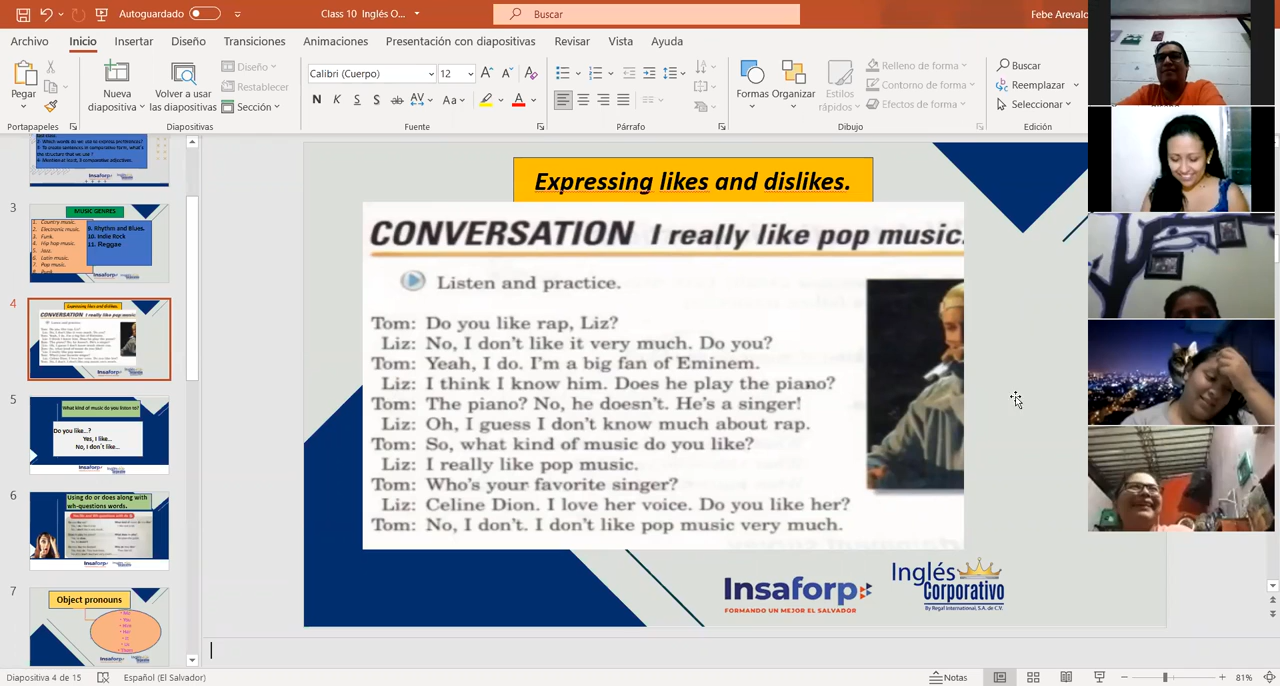 Autoguardado
Class 10 Inglés O...
Buscar
Febe Arevalo
Archivo Inicio Insertar Diseño Transiciones Animaciones Presentación con diapositivas Revisar Vista Ayuda
Pegar
Nueva diapositiva
Volver a usar las diapositivas
Diseño
Restablecer
Sección
Calibri (Cuerpo) 12
N K S S ab AV Aa A
Formas Organizar Estilos rápidos
Relleno de forma
Contorno de forma
Efectos de forma
Buscar
Reemplazar
Seleccionar
Portapapeles Diapositivas Fuente Párrafo Dibujo Edición
3
MUSIC GENRES
1. Country music.
2. Electronic music.
3. Funk.
4. Hip hop music.
5. Jazz.
6. Latin music.
7. Pop music.
8. Punk.
9. Rhythm and Blues.
10. Indie Rock
11. Reggae
4
5
What kind of music do you listen to?
Do you like...?
Yes, I like...
No, I don´t like...
6
Using do or does along with
wh-questions words.
7
Object pronouns
Expressing likes and dislikes.
CONVERSATION I really like pop music.
Listen and practice.
Tom: Do you like rap, Liz?
Liz: No, I don't like it very much. Do you?
Tom: Yeah, I do. I'm a big fan of Eminem.
Liz: I think I know him. Does he play the piano?
Tom: The piano? No, he doesn't. He's a singer!
Liz: Oh, I guess I don't know much about rap.
Tom: So, what kind of music do you like?
Liz: I really like pop music.
Tom: Who's your favorite singer?
Liz: Celine Dion. I love her voice. Do you like her?
Tom: No, I don't. I don't like pop music very much.
Insaforp
FORMANDO UN MEJOR EL SALVADOR
Inglés
Corporativo
By Regal International, S.A. de C.V.
Diapositiva 4 de 15 Español (El Salvador) Notas 81%